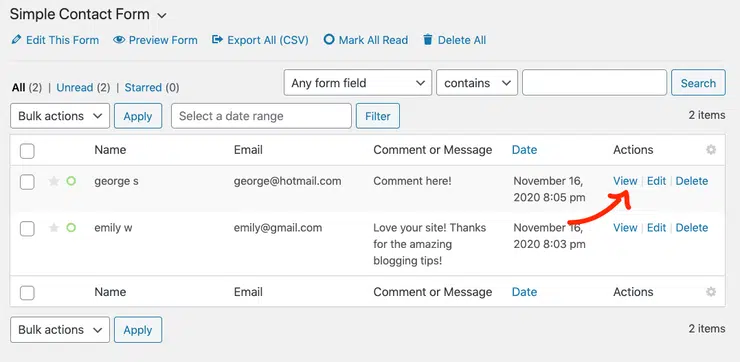 Simple Contact Form
Edit This Form Preview Form Export All (CSV) Mark All Read Delete All
All (2) | Unread (2) | Starred (0)
Any form field contains Search
Bulk actions Apply Select a date range Filter 2 items
Name Email Comment or Message Date Actions
george s george@hotmail.com Comment here! November 16, View | Edit | Delete
2020 8:05 pm
emily w emily@gmail.com Love your site! Thanks November 16, View | Edit | Delete
for the amazing 2020 8:03 pm
blogging tips!
Name Email Comment or Message Date Actions
Bulk actions Apply 2 items